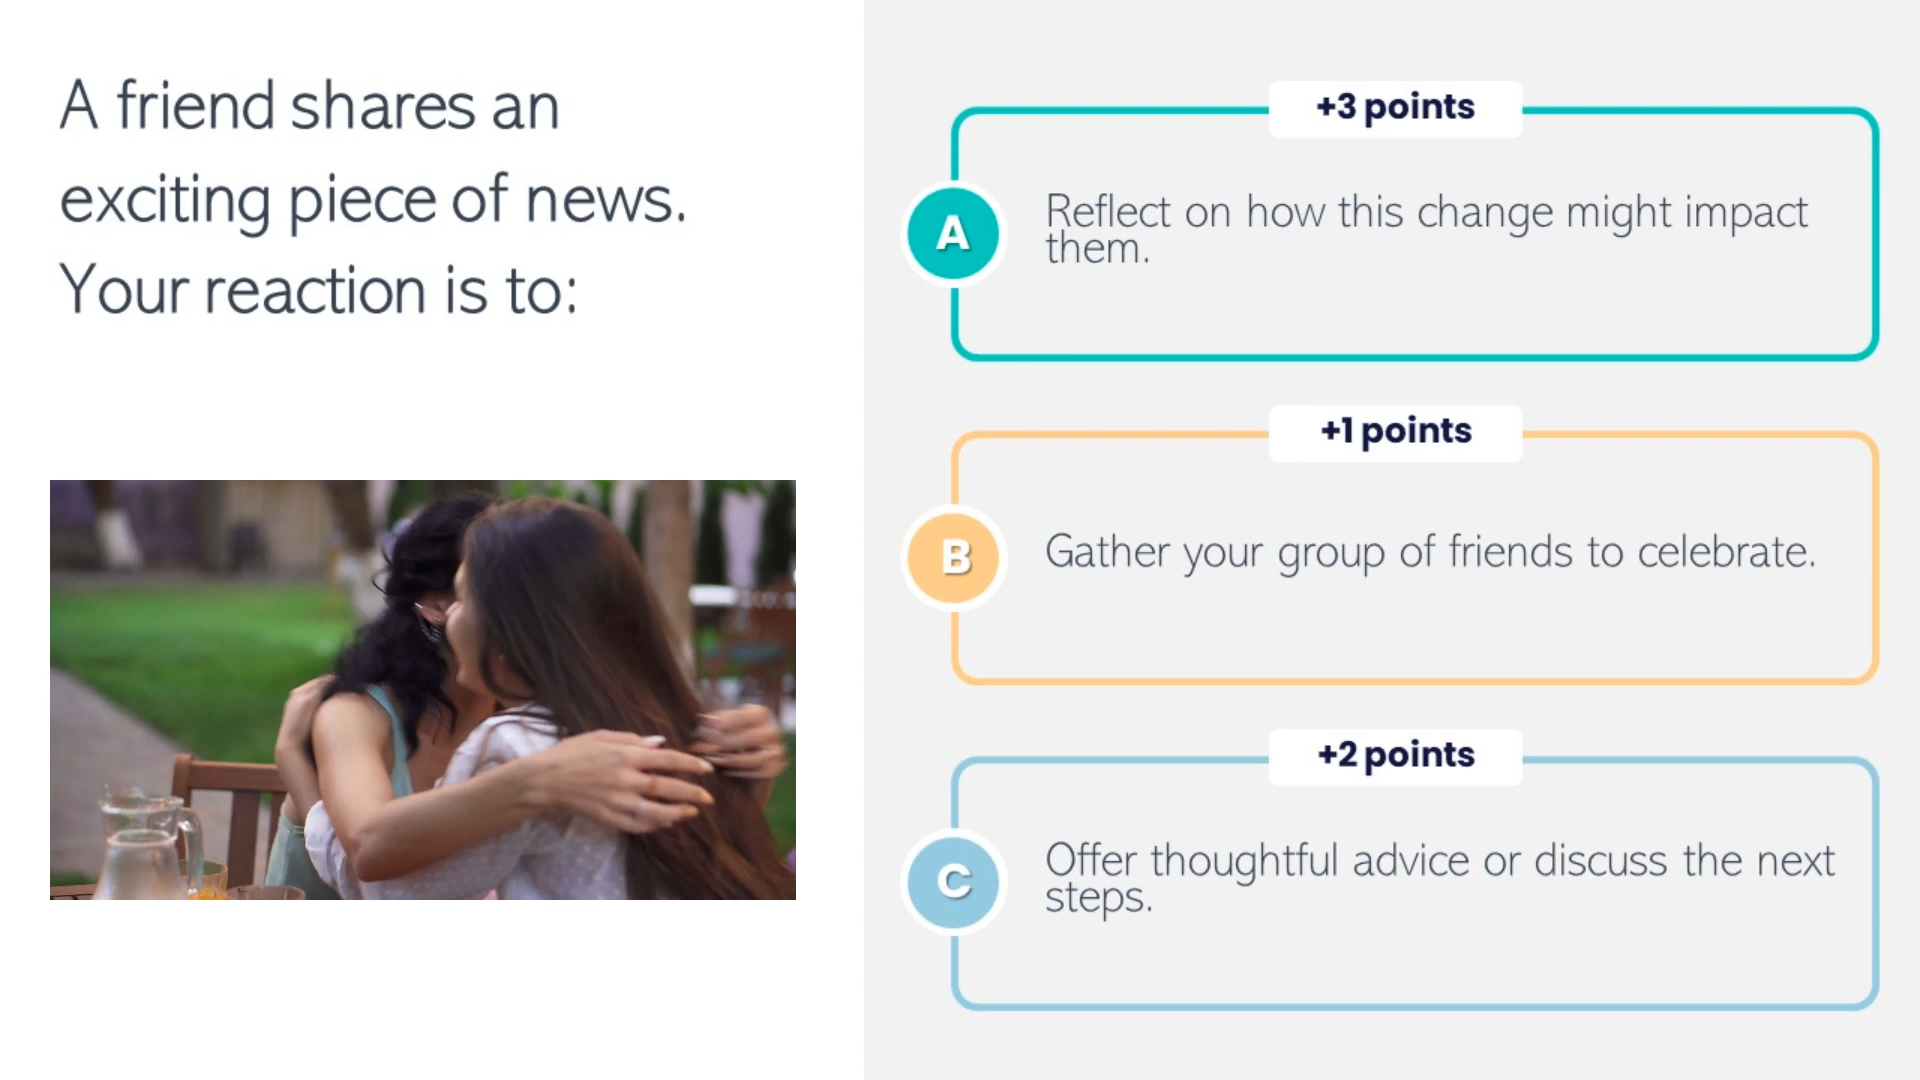 A friend shares an
exciting piece of news.
Your reaction is to:
+3 points
A
Reflect on how this change might impact
them.
+1 points
B
Gather your group of friends to celebrate.
+2 points
C
Offer thoughtful advice or discuss the next
steps.